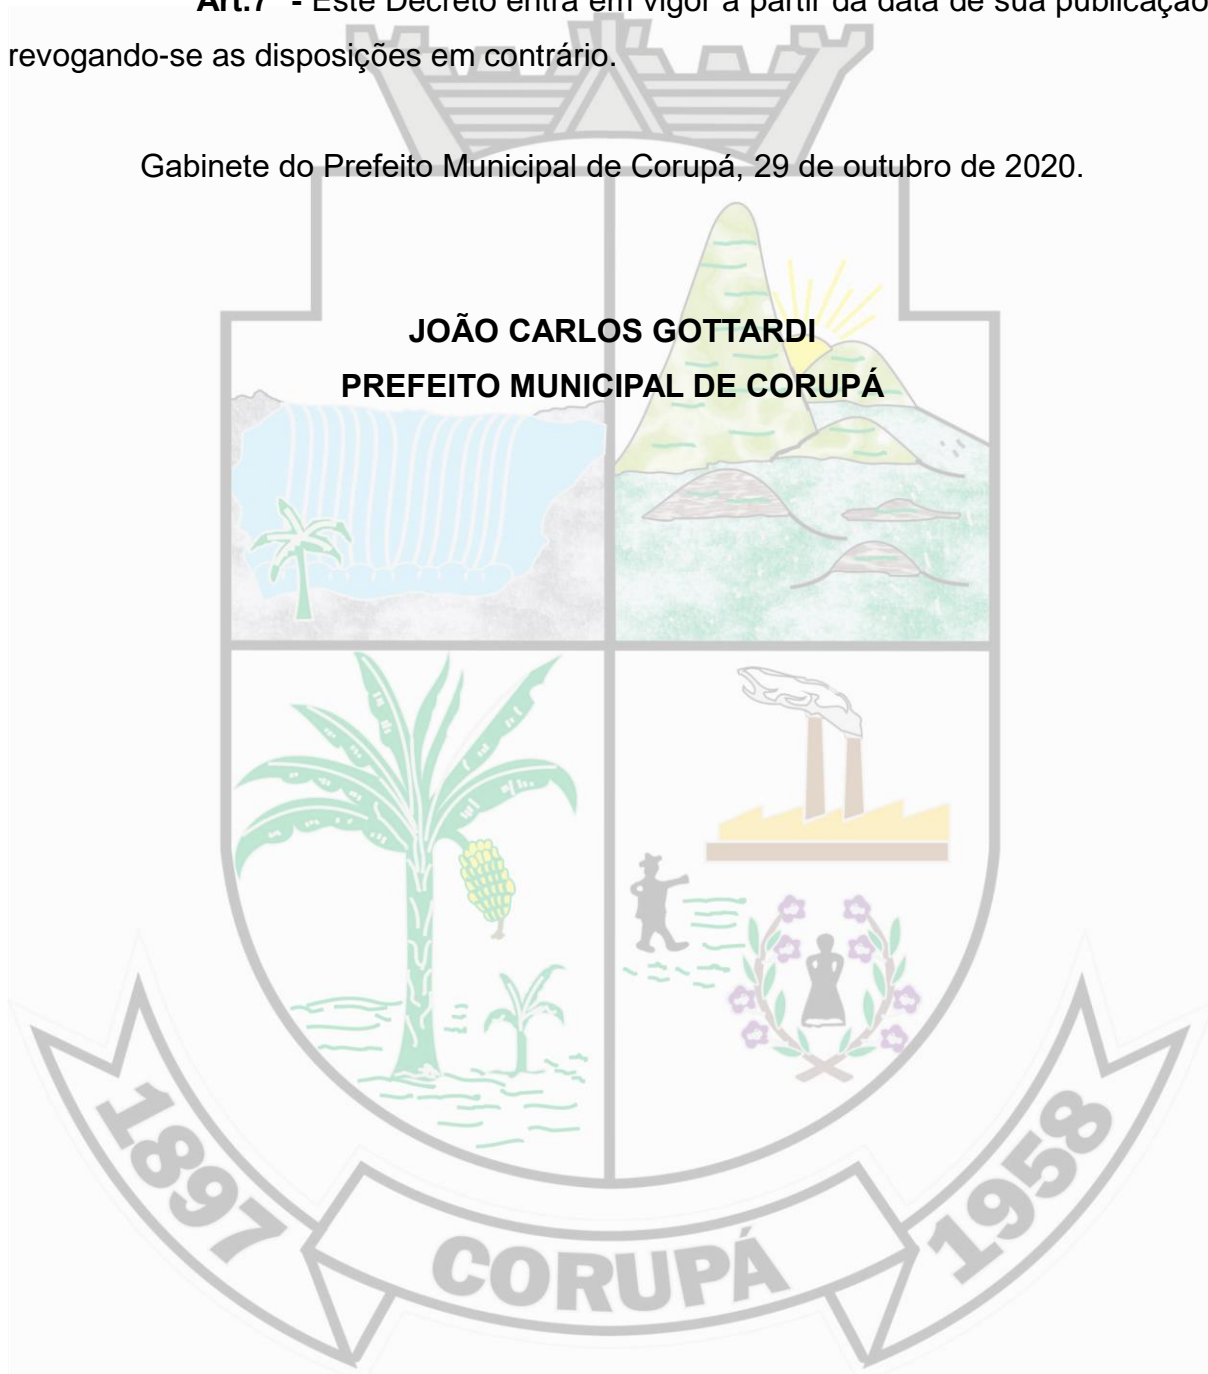 Art.7° - Este Decreto entra em vigor a partir da data de sua publicação
revogando-se as disposições em contrário.
Gabinete do Prefeito Municipal de Corupá, 29 de outubro de 2020.
JOÃO CARLOS GOTTARDI
PREFEITO MUNICIPAL DE CORUPÁ
1897
CORUPÁ
1958